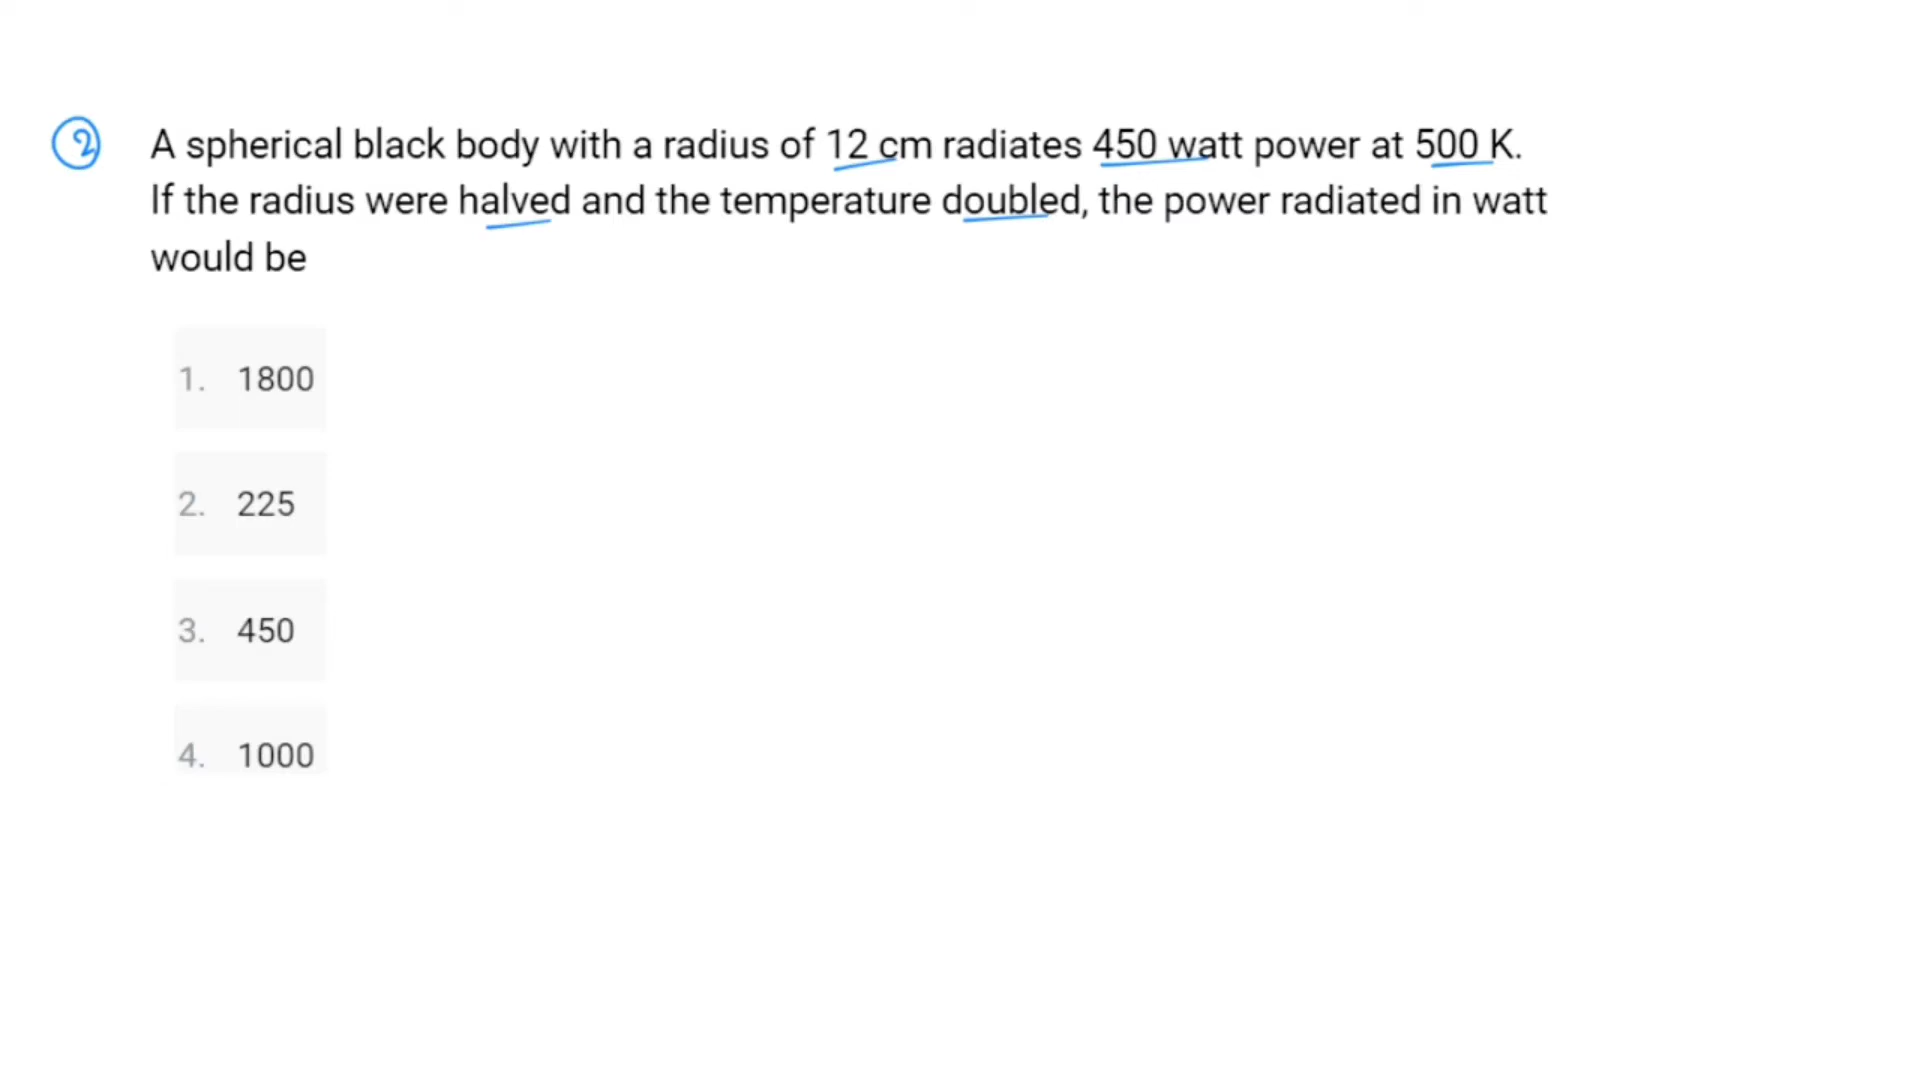 2 A spherical black body with a radius of 12 cm radiates 450 watt power at 500 K.
If the radius were halved and the temperature doubled, the power radiated in watt
would be
1. 1800
2. 225
3. 450
4. 1000